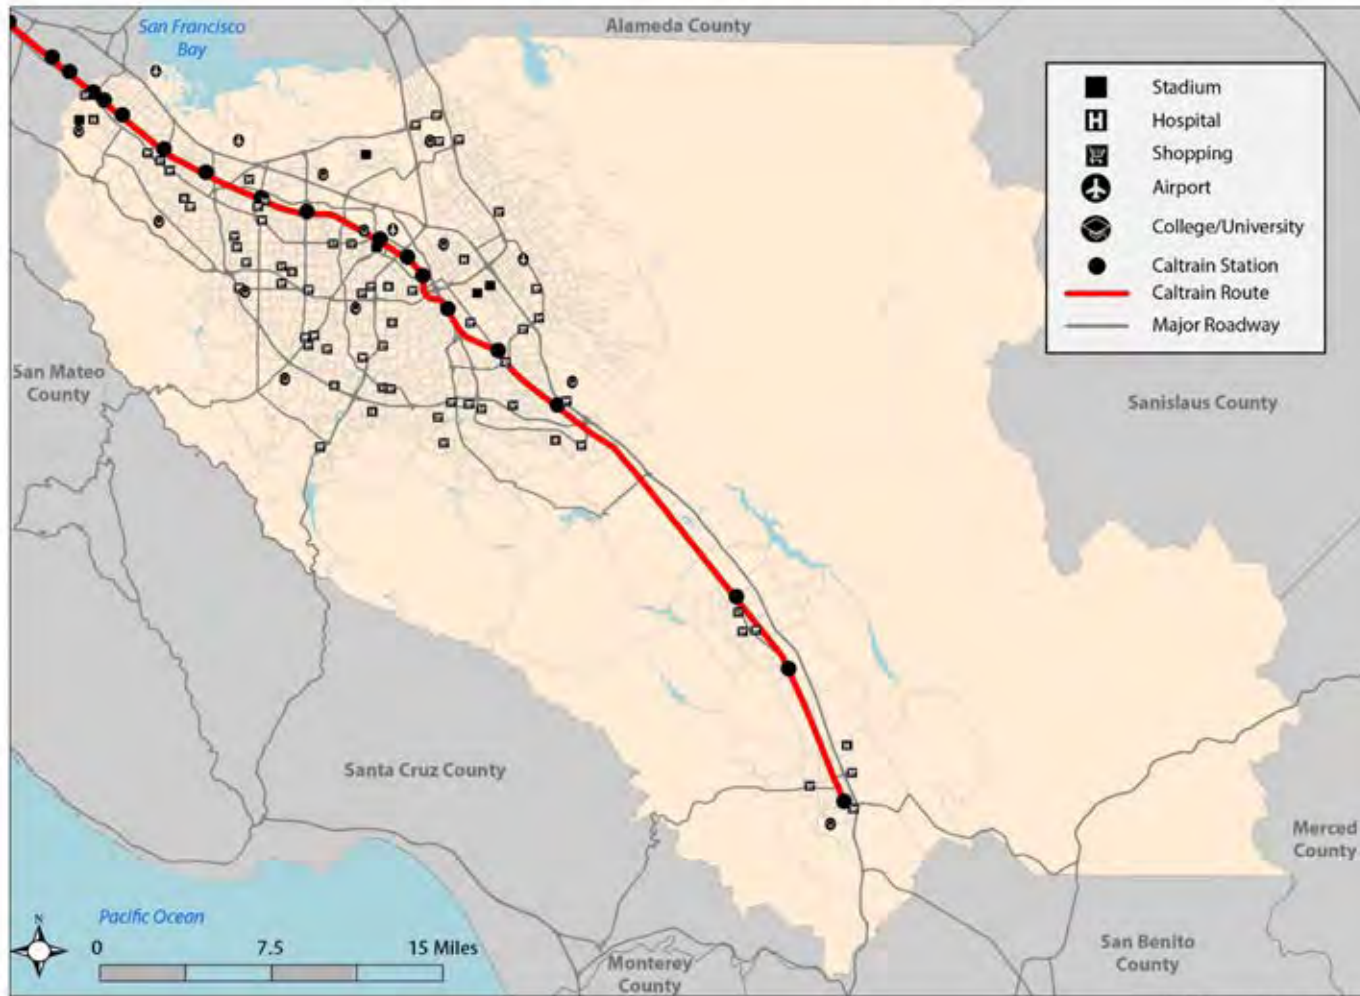 San Francisco
Bay
Alameda County
Stadium
H
Hospital
Shopping
Airport
College/University
Caltrain Station
Caltrain Route
Major Roadway
San Mateo
County
Sanislaus County
Santa Cruz County
Merced
County
Pacific Ocean
N
0 7.5 15 Miles
Monterey
County
San Benito
County